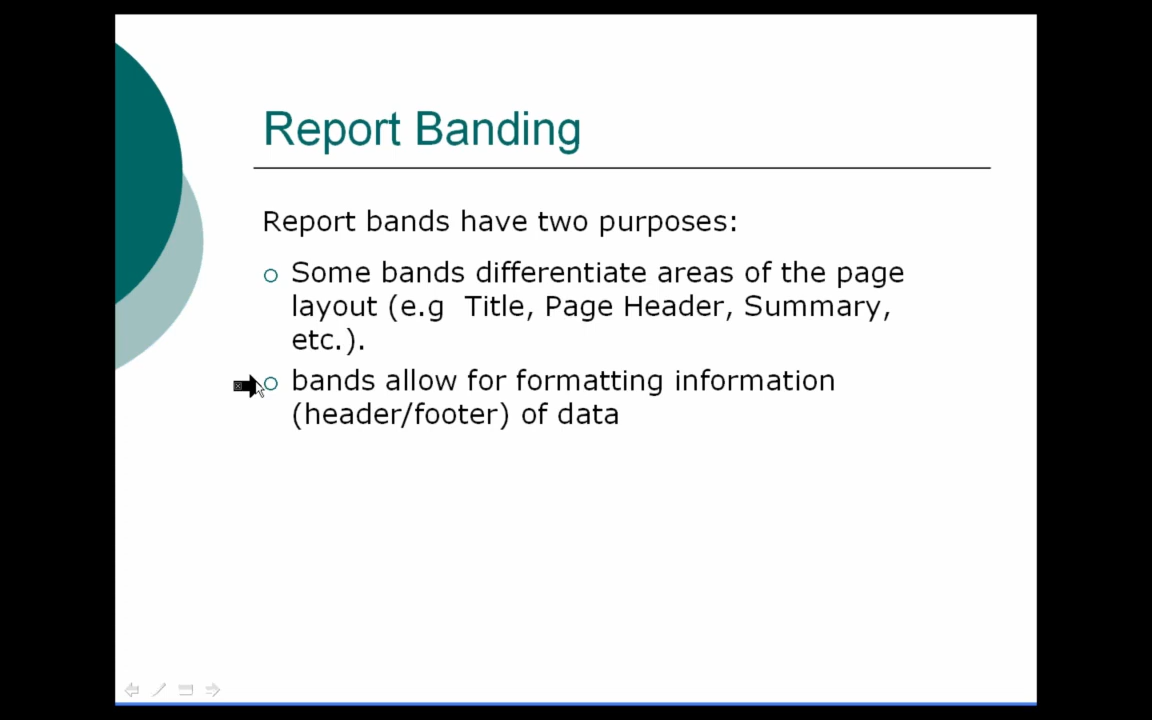 Report Banding
Report bands have two purposes:
Some bands differentiate areas of the page
layout (e.g  Title, Page Header, Summary,
etc.).
bands allow for formatting information
(header/footer) of data